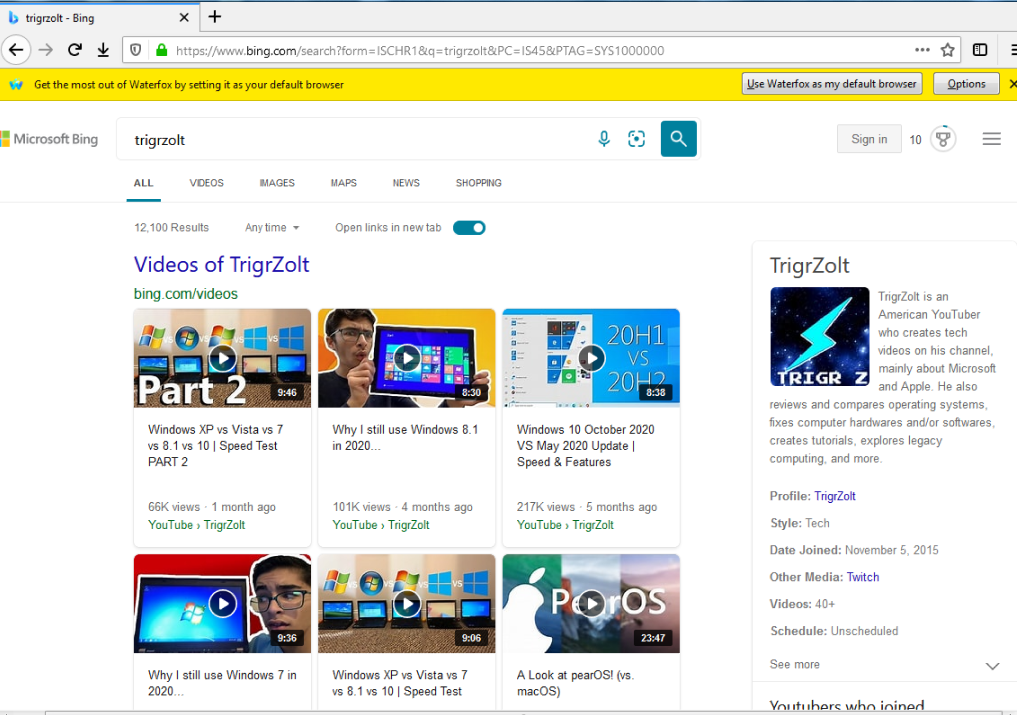 trigrzolt - Bing
https://www.bing.com/search?form=ISCHR1&q=trigrzolt&PC=IS45&PTAG=SYS1000000
Get the most out of Waterfox by setting it as your default browser
Use Waterfox as my default browser
Options
Microsoft Bing
trigrzolt
Sign in
10
ALL
VIDEOS
IMAGES
MAPS
NEWS
SHOPPING
12,100 Results
Any time
Open links in new tab
Videos of TrigrZolt
bing.com/videos
VS
VS
Part 2
9:46
Windows XP vs Vista vs 7
vs 8.1 vs 10 | Speed Test
PART 2
66K views · 1 month ago
YouTube › TrigrZolt
8:30
Why I still use Windows 8.1
in 2020...
101K views · 4 months ago
YouTube › TrigrZolt
20H1
VS
20H2
8:38
Windows 10 October 2020
VS May 2020 Update |
Speed & Features
217K views · 5 months ago
YouTube › TrigrZolt
9:36
Why I still use Windows 7 in
2020...
VS
VS
9:06
Windows XP vs Vista vs 7
vs 8.1 vs 10 | Speed Test
PearOS
23:47
A Look at pearOS! (vs.
macOS)
TrigrZolt
TRIGR Z
TrigrZolt is an
American YouTuber
who creates tech
videos on his channel,
mainly about Microsoft
and Apple. He also
reviews and compares operating systems,
fixes computer hardwares and/or softwares,
creates tutorials, explores legacy
computing, and more.
Profile: TrigrZolt
Style: Tech
Date Joined: November 5, 2015
Other Media: Twitch
Videos: 40+
Schedule: Unscheduled
See more
Youtubers who joined